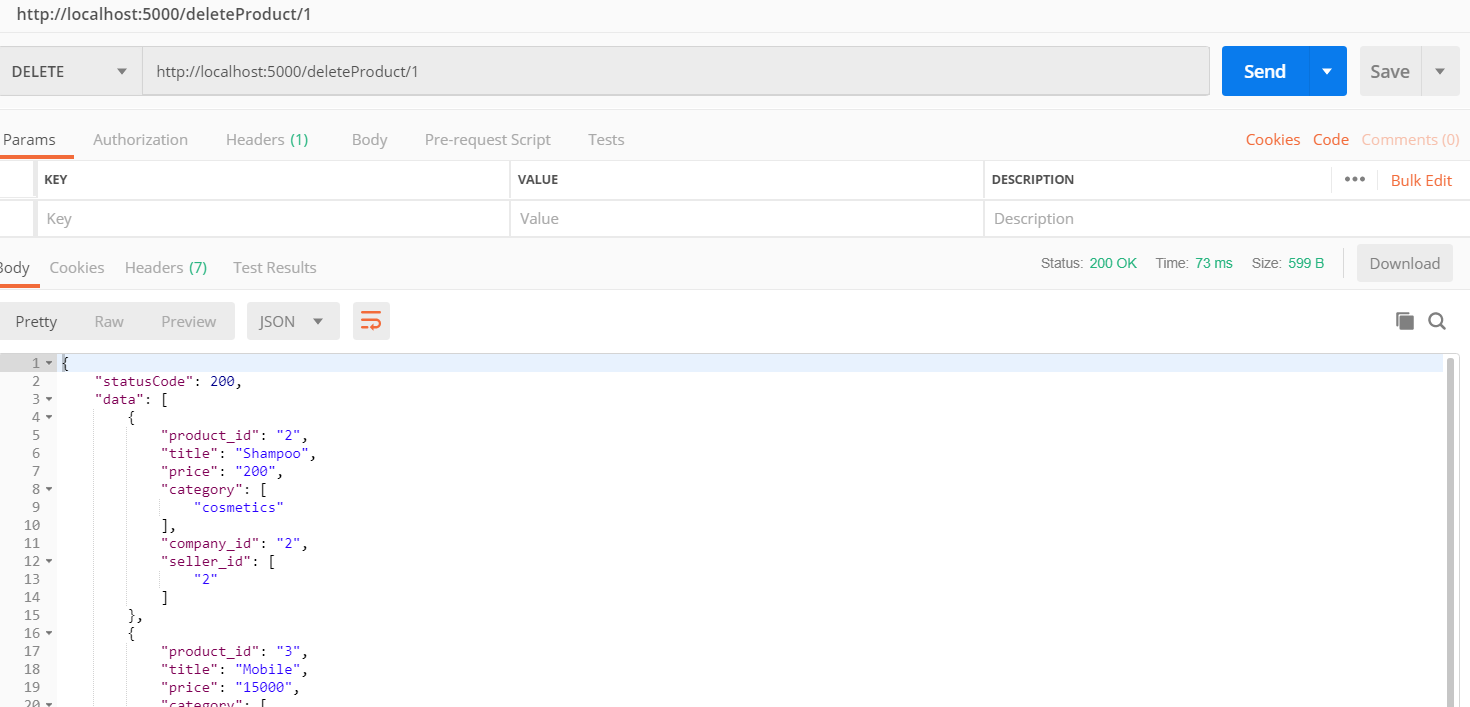 http://localhost:5000/deleteProduct/1
DELETE http://localhost:5000/deleteProduct/1 Send Save
Params Authorization Headers (1) Body Pre-request Script Tests Cookies Code Comments (0)
KEY VALUE DESCRIPTION ••• Bulk Edit
Key Value Description
Body Cookies Headers (7) Test Results Status: 200 OK Time: 73 ms Size: 599 B Download
Pretty Raw Preview JSON
1 {
2 "statusCode": 200,
3 "data": [
4 {
5 "product_id": "2",
6 "title": "Shampoo",
7 "price": "200",
8 "category": [
9 "cosmetics"
10 ],
11 "company_id": "2",
12 "seller_id": [
13 "2"
14 ]
15 },
16 {
17 "product_id": "3",
18 "title": "Mobile",
19 "price": "15000",
20 "category": [